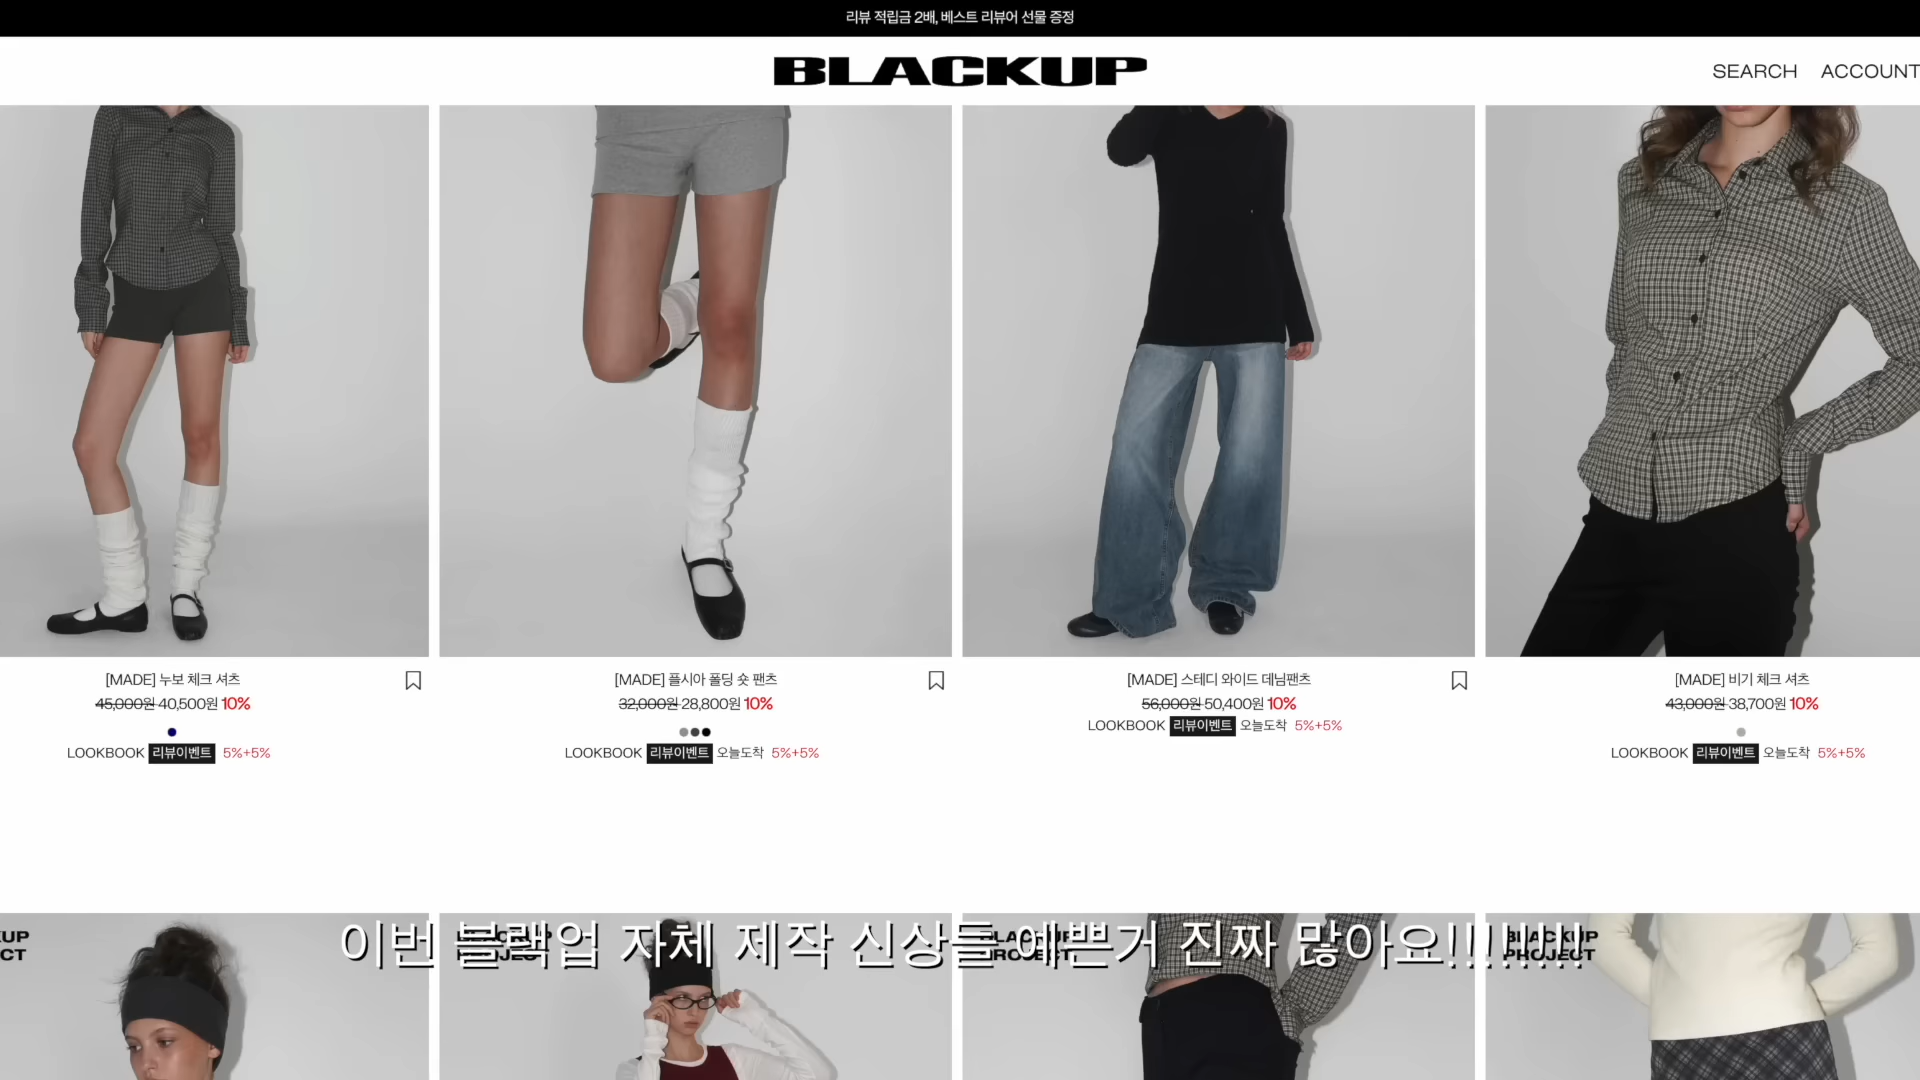 리뷰 적립금 2배, 베스트 리뷰어 선물 증정
BLACKUP
SEARCH ACCOUNT
[MADE] 누보 체크 셔츠
45,000원 40,500원 10%
LOOKBOOK 리뷰이벤트 5%+5%
[MADE] 플시아 폴딩 숏 팬츠
32,000원 28,800원 10%
LOOKBOOK 리뷰이벤트 오늘도착 5%+5%
[MADE] 스테디 와이드 데님팬츠
56,000원 50,400원 10%
LOOKBOOK 리뷰이벤트 오늘도착 5%+5%
[MADE] 비기 체크 셔츠
43,000원 38,700원 10%
LOOKBOOK 리뷰이벤트 오늘도착 5%+5%
이번 블랙업 자체 제작 신상들 예쁜거 진짜 많아요!!!!!!!!
BLACKUP
PROJECT